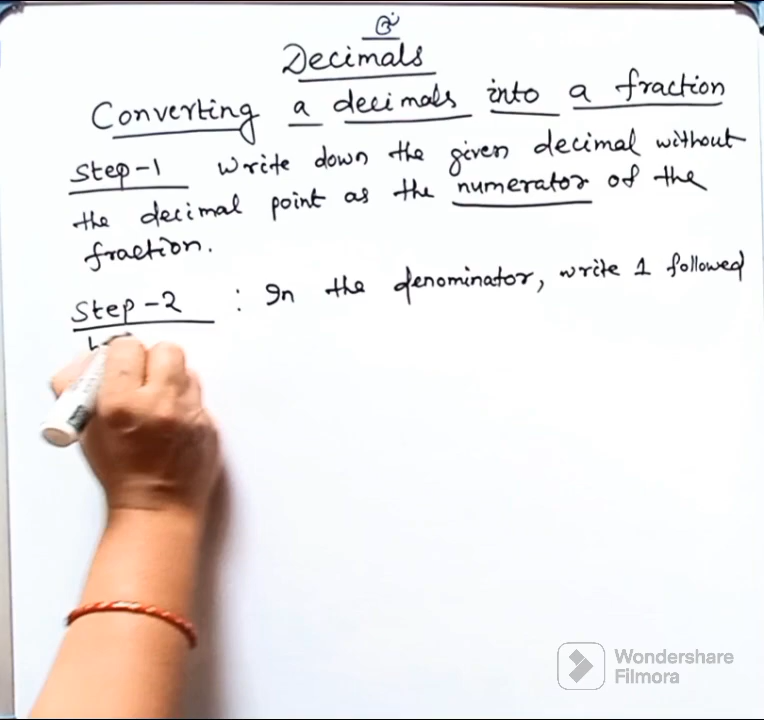 Decimals
Converting a decimals into a fraction
Step-1 Write down the given decimal without
the decimal point as the numerator of the
fraction.
Step-2 : In the denominator, write 1 followed
Wondershare
Filmora